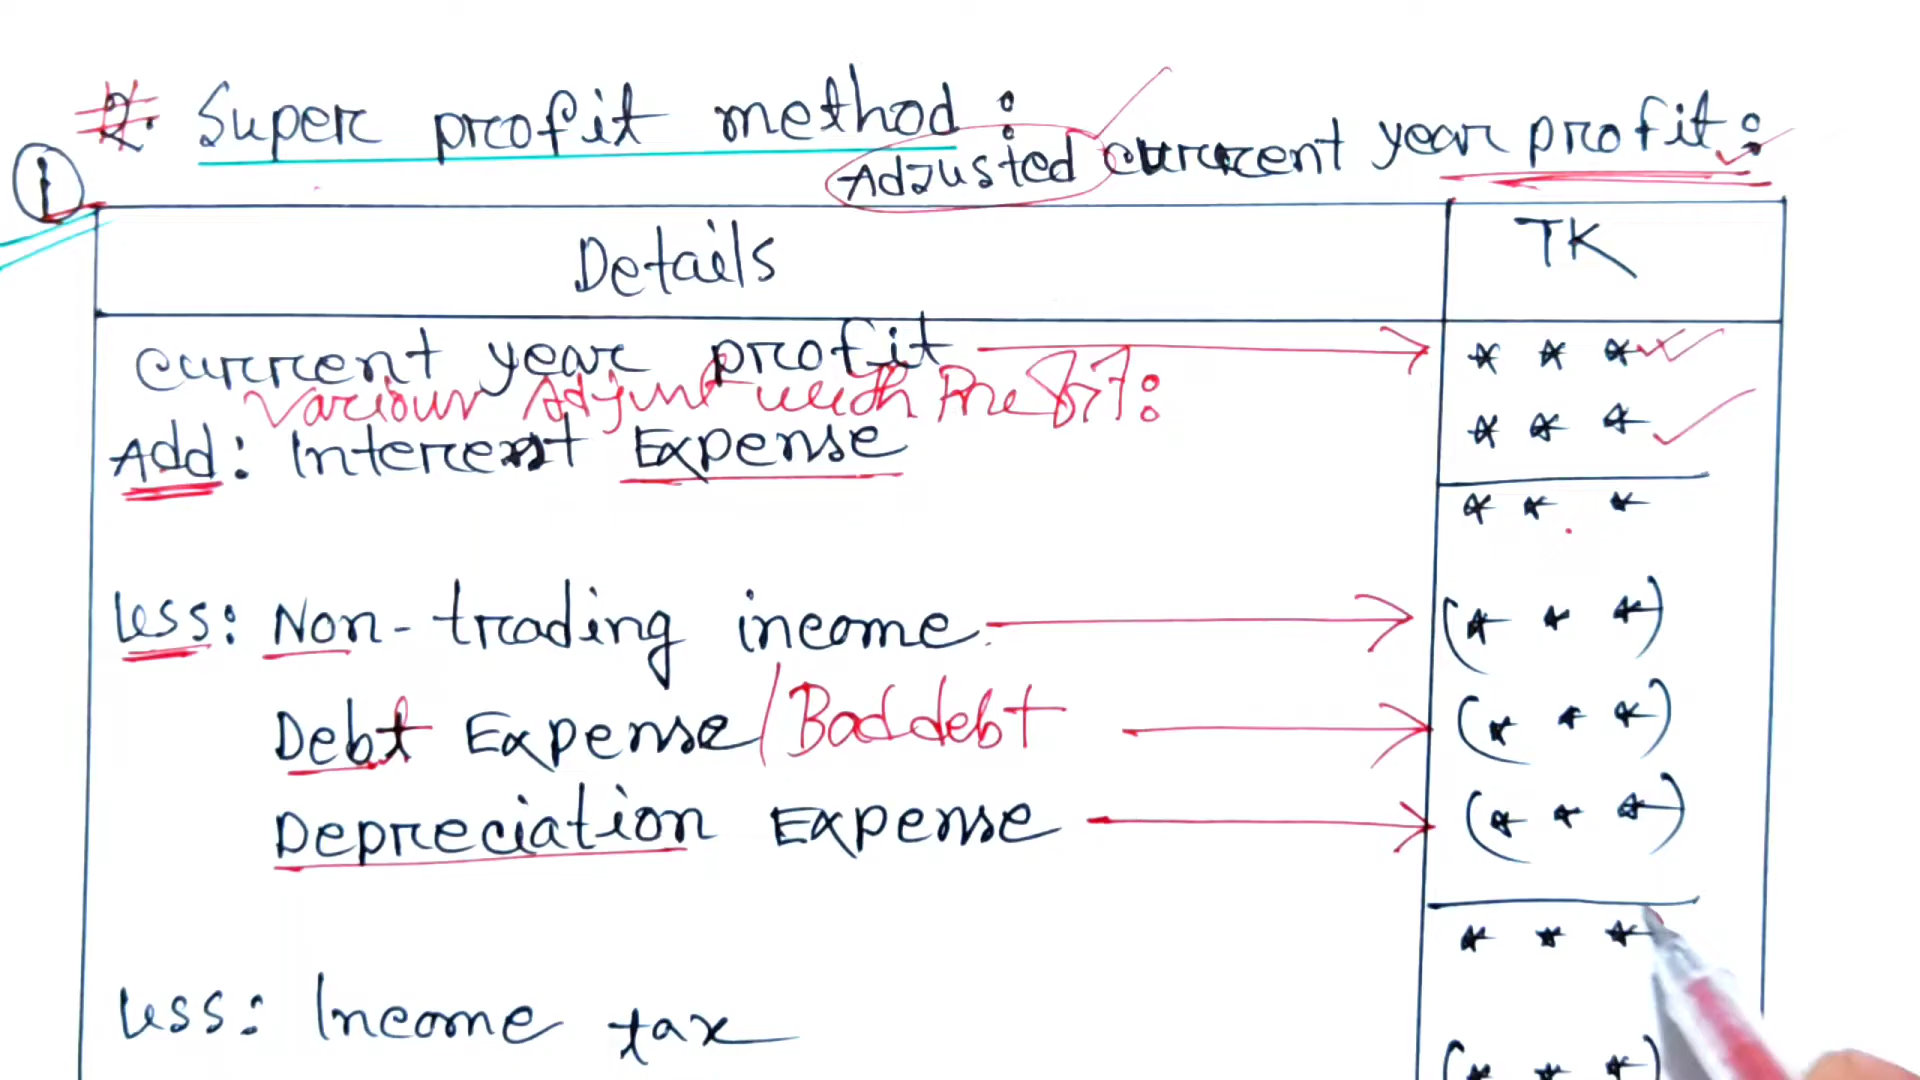 2. Super profit method:
1 Adjusted current year profit:
Details TK
current year profit * * *
Various Adjust with Profit:
Add: Interest Expense * * *
* * *
Less: Non-trading income. (* * *)
Debt Expense/Bad debt (* * *)
Depreciation Expense (* * *)
* * *
Less: Income tax
(* * *)